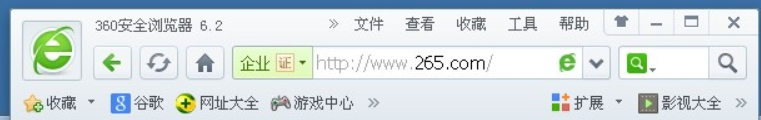 360安全浏览器 6.2 » 文件 查看 收藏 工具 帮助
企业 证 http://www.265.com/
收藏 谷歌 网址大全 游戏中心 » 扩展 影视大全 »